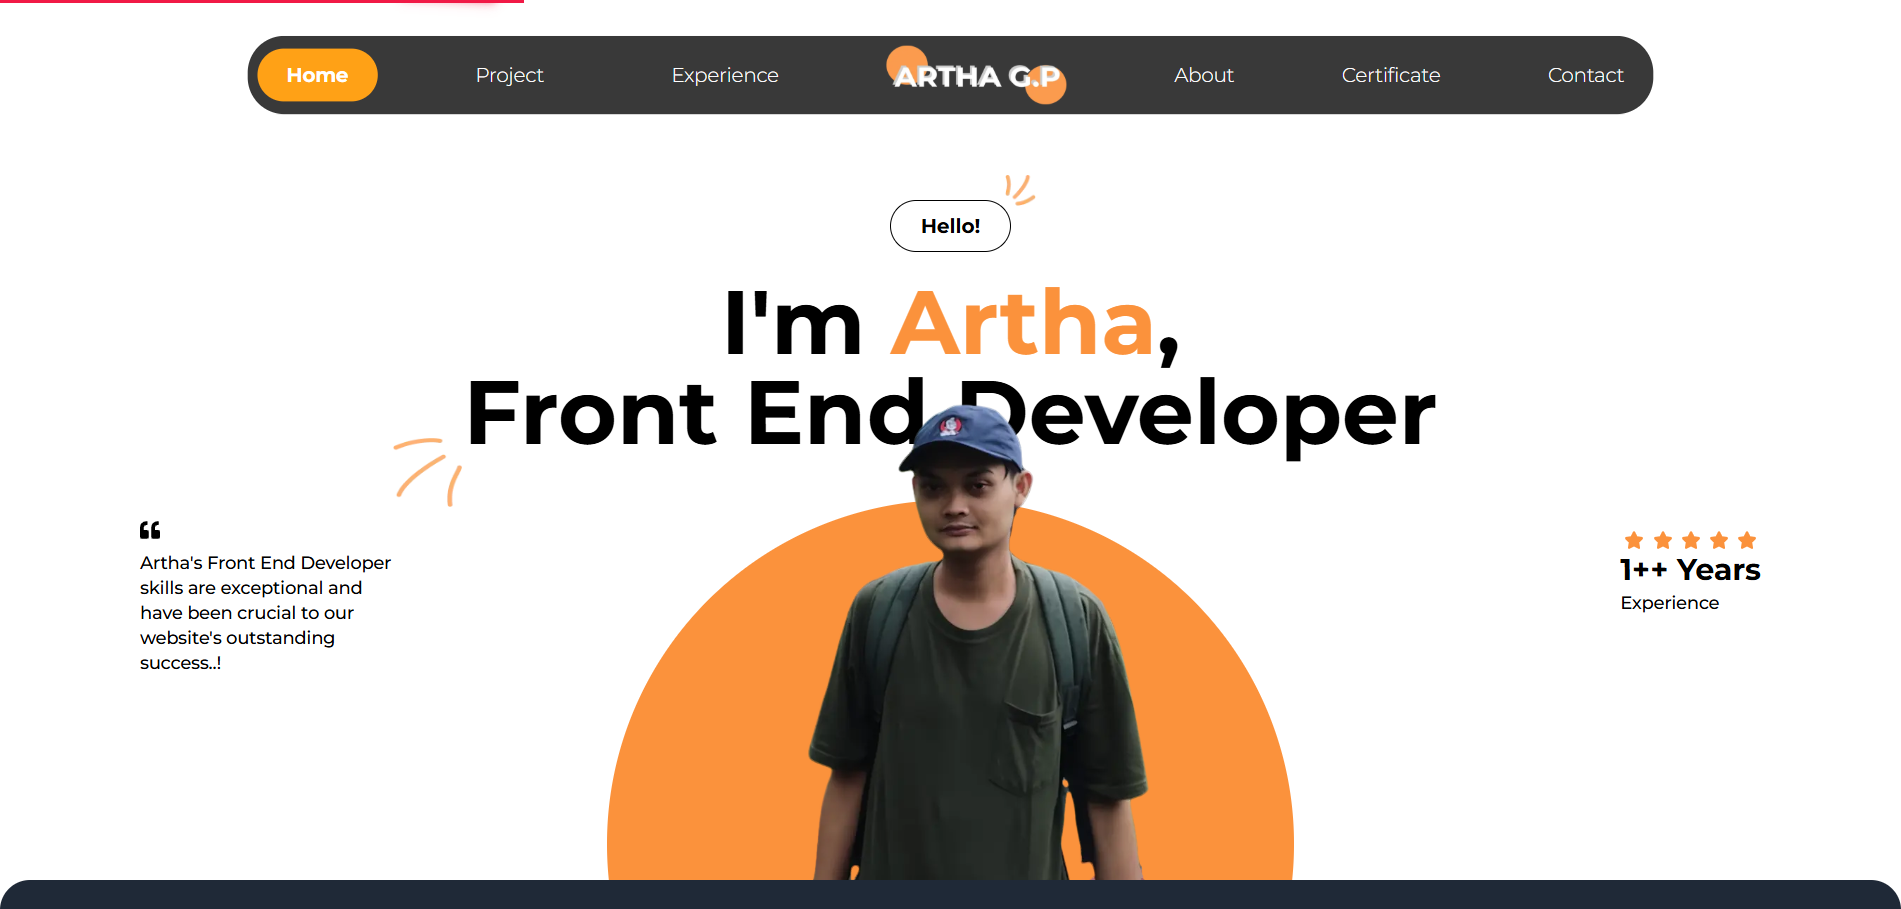 Home
Project
Experience
ARTHA G.P
About
Certificate
Contact
Hello!
I'm Artha,
Front End Developer
“
Artha's Front End Developer
skills are exceptional and
have been crucial to our
website's outstanding
success..!
1++ Years
Experience